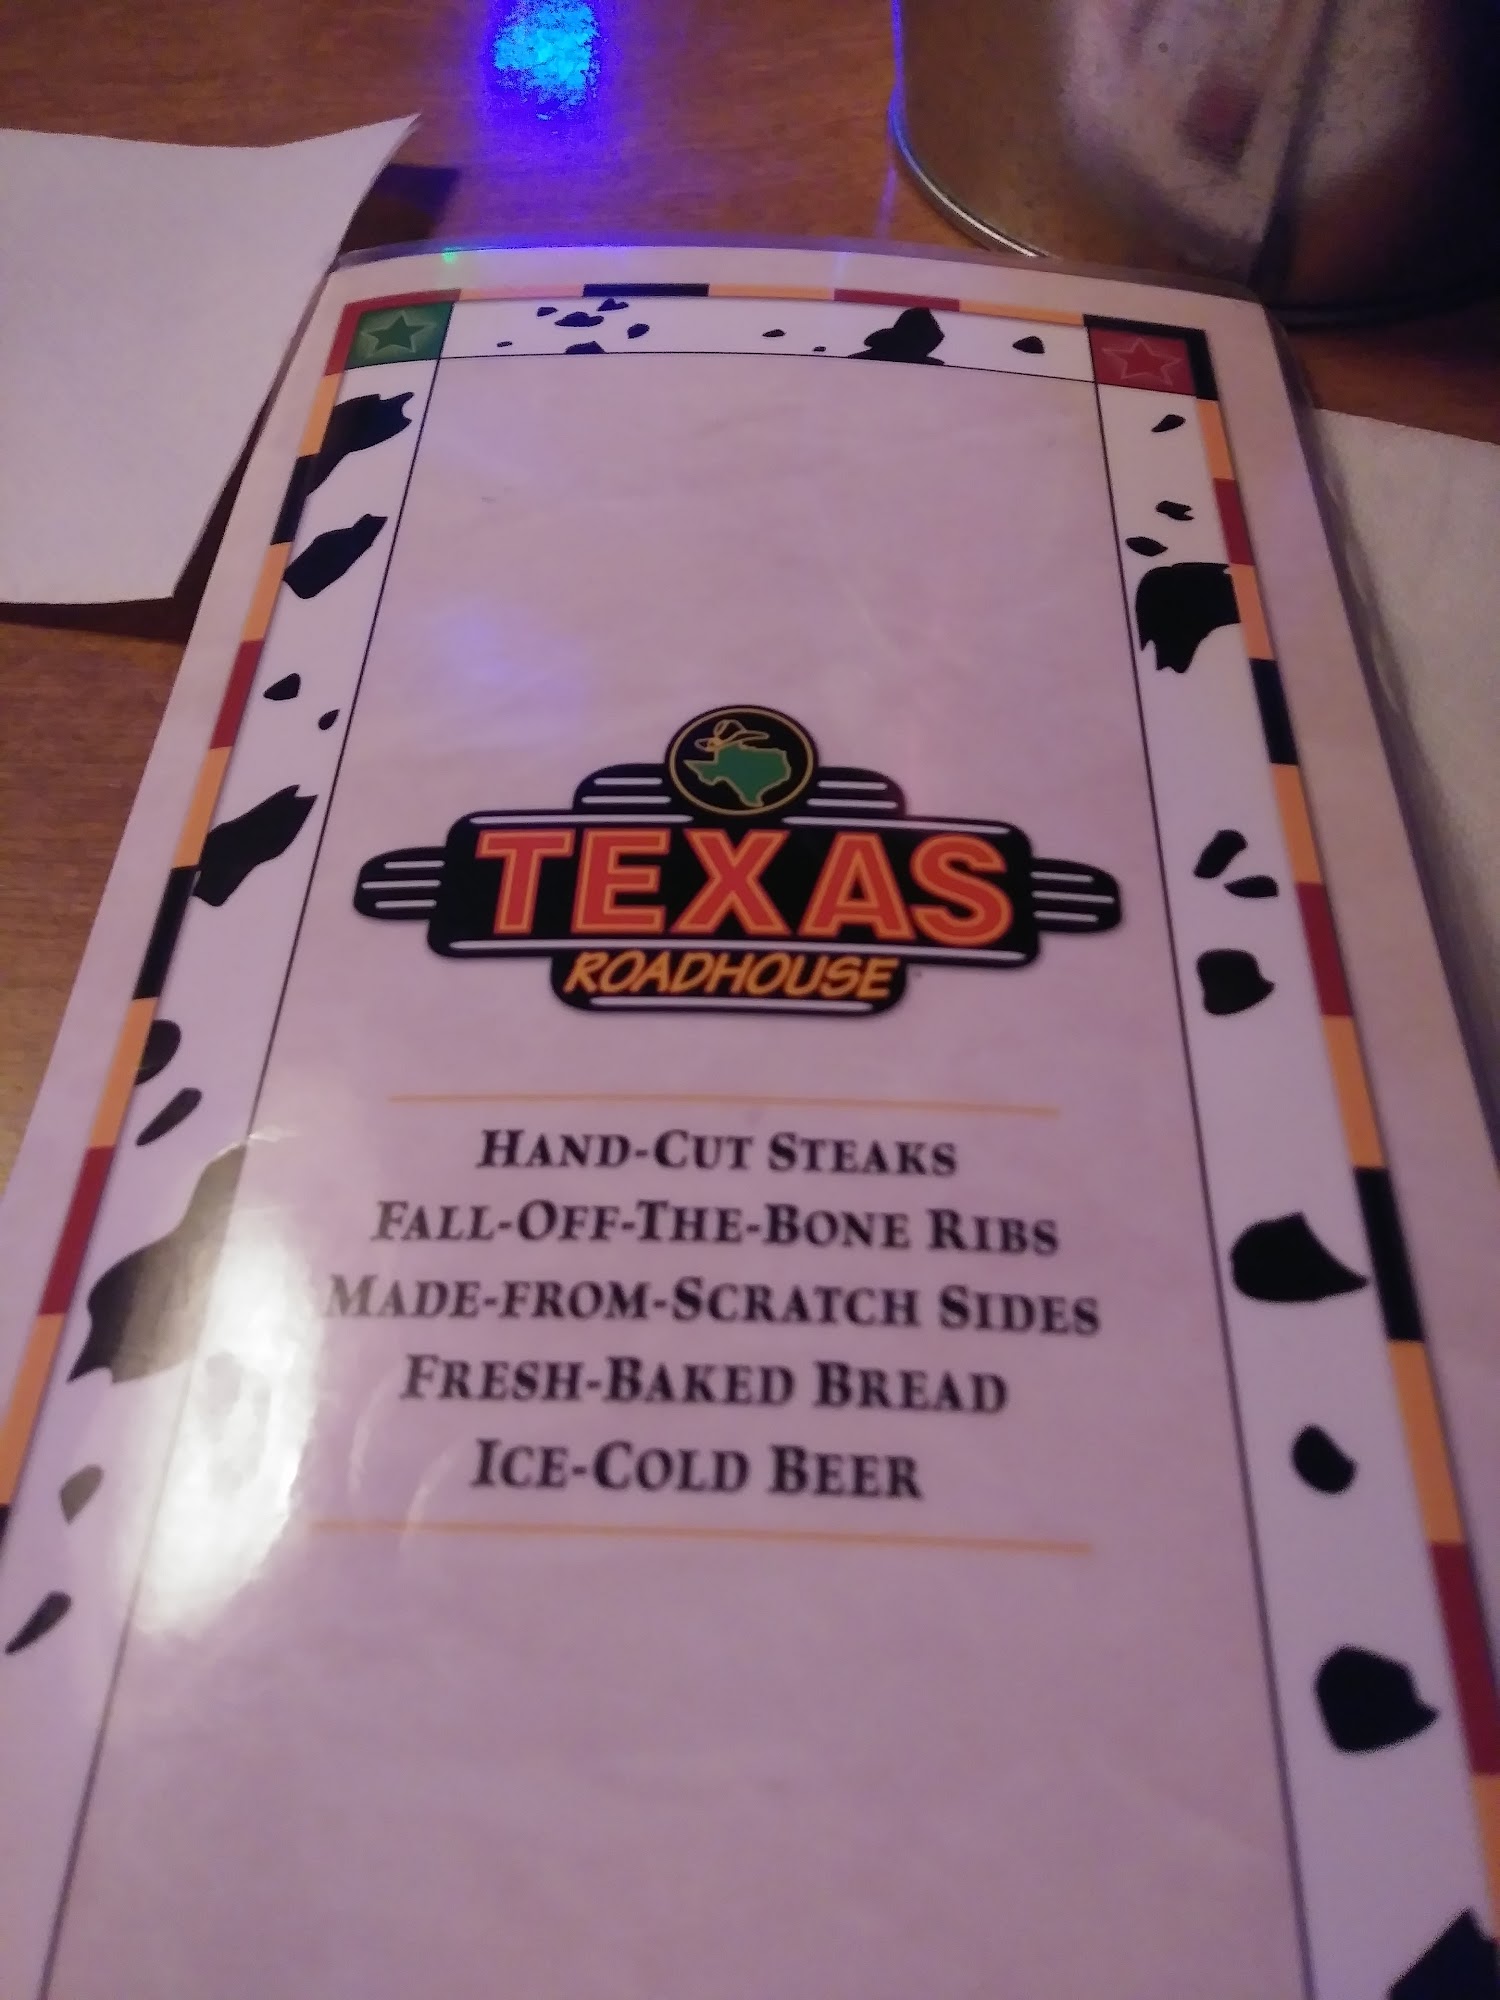 TEXAS
ROADHOUSE
HAND-CUT STEAKS
FALL-OFF-THE-BONE RIBS
MADE-FROM-SCRATCH SIDES
FRESH-BAKED BREAD
ICE-COLD BEER